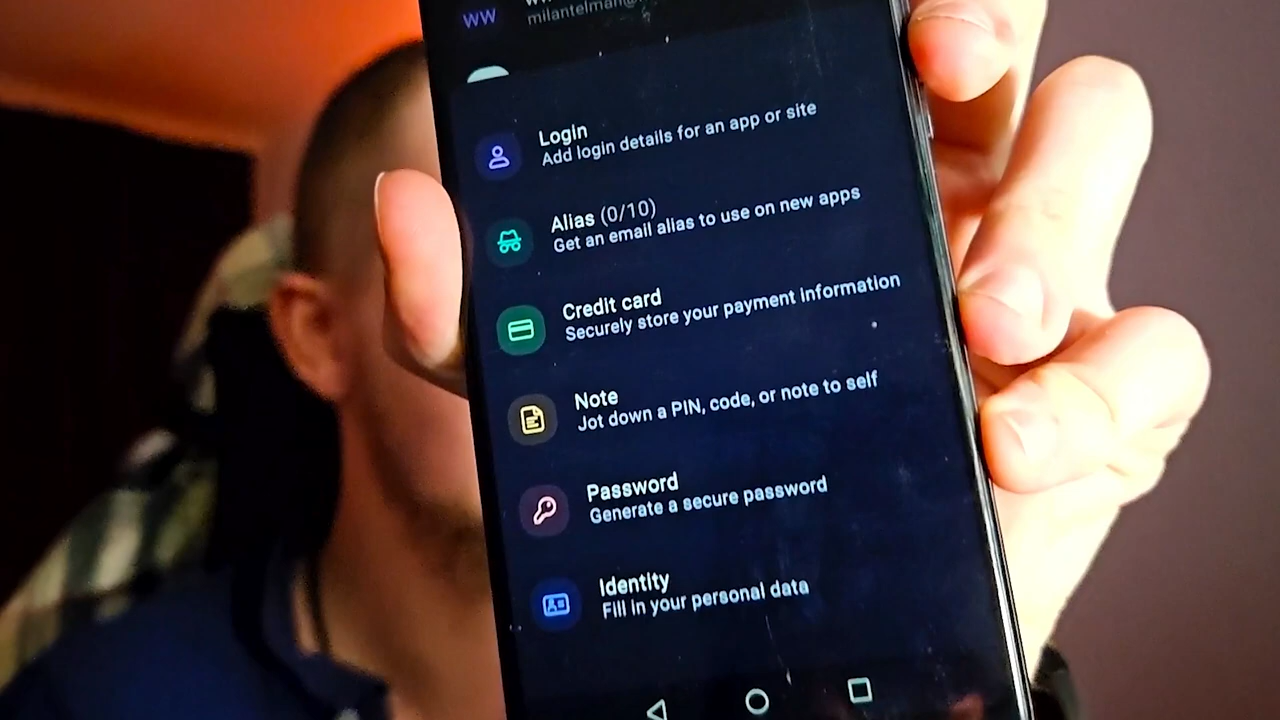 WW
milantelman@
Login
Add login details for an app or site
Alias (0/10)
Get an email alias to use on new apps
Credit card
Securely store your payment information
Note
Jot down a PIN, code, or note to self
Password
Generate a secure password
Identity
Fill in your personal data